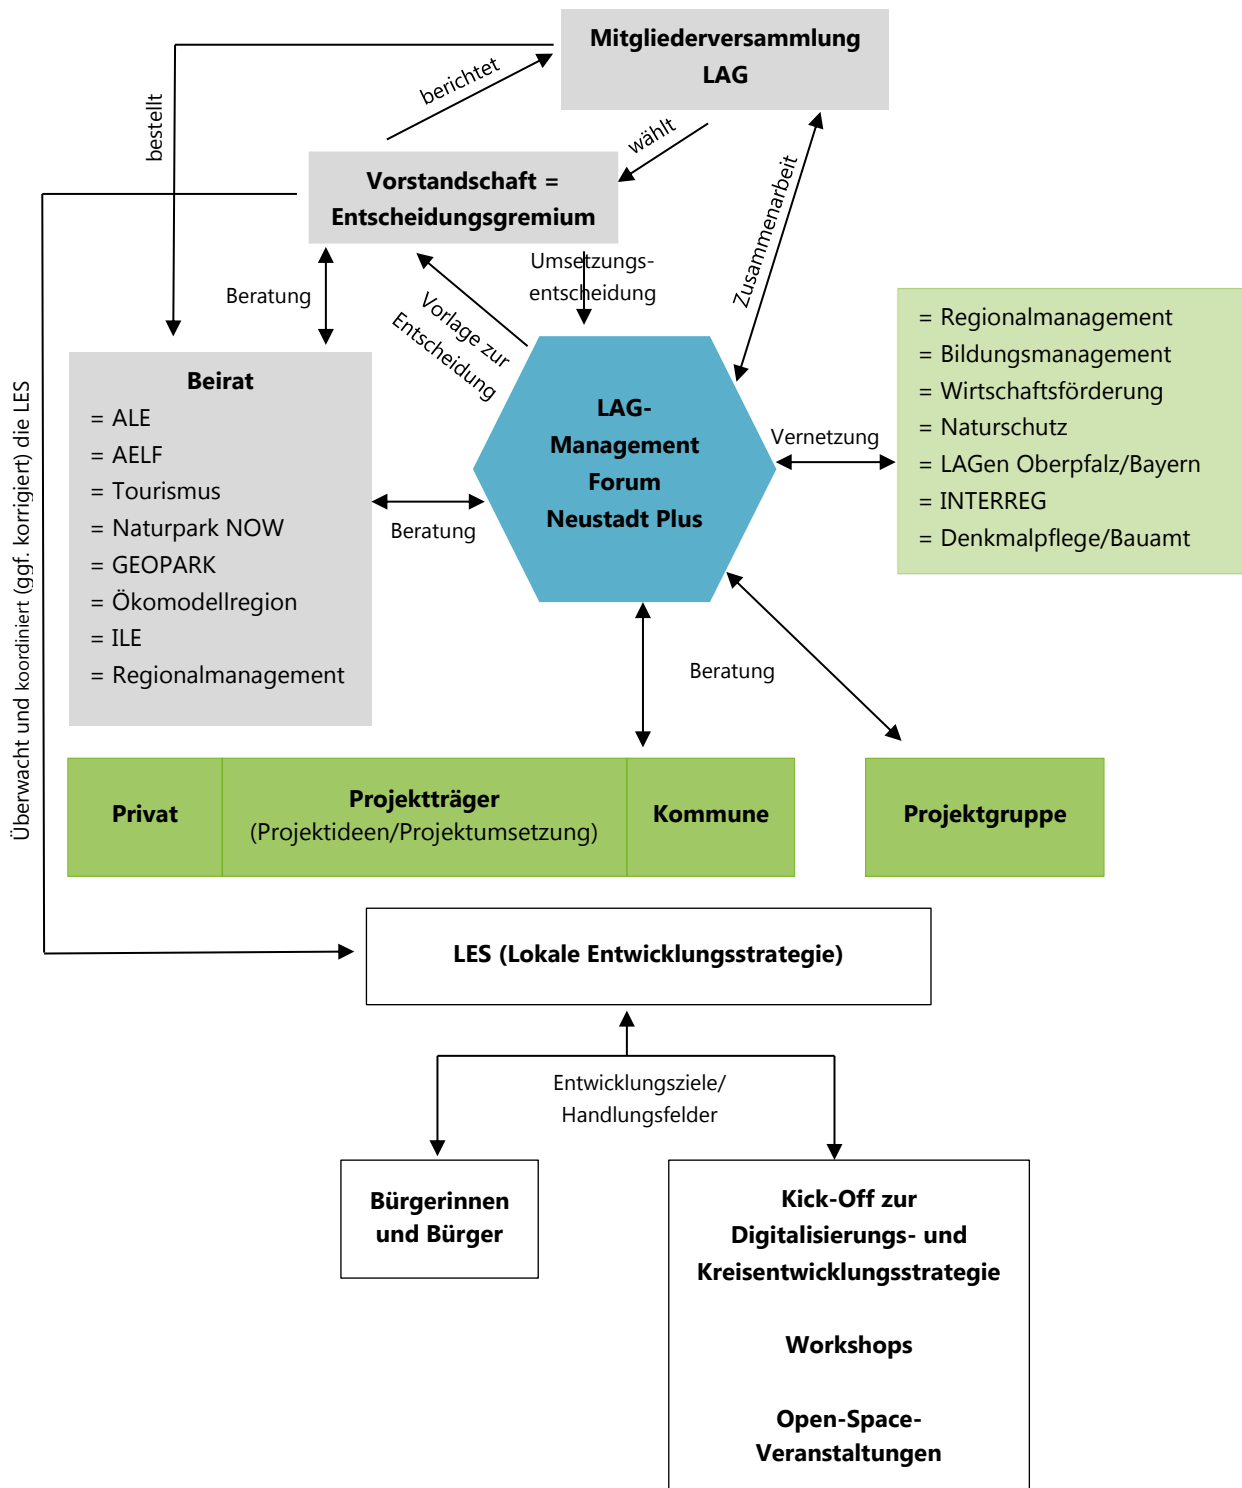 Mitgliederversammlung
LAG
bestellt
berichtet
wählt
Vorstandschaft =
Entscheidungsgremium
Zusammenarbeit
Umsetzungs-
entscheidung
Beratung
Vorlage zur
Entscheidung
Beirat
= ALE
= AELF
= Tourismus
= Naturpark NOW
= GEOPARK
= Ökomodellregion
= ILE
= Regionalmanagement
Beratung
LAG-
Management
Forum
Neustadt Plus
Vernetzung
= Regionalmanagement
= Bildungsmanagement
= Wirtschaftsförderung
= Naturschutz
= LAGen Oberpfalz/Bayern
= INTERREG
= Denkmalpflege/Bauamt
Überwacht und koordiniert (ggf. korrigiert) die LES
Beratung
Privat
Projektträger
(Projektideen/Projektumsetzung)
Kommune
Projektgruppe
LES (Lokale Entwicklungsstrategie)
Entwicklungsziele/
Handlungsfelder
Bürgerinnen
und Bürger
Kick-Off zur
Digitalisierungs- und
Kreisentwicklungsstrategie
Workshops
Open-Space-
Veranstaltungen